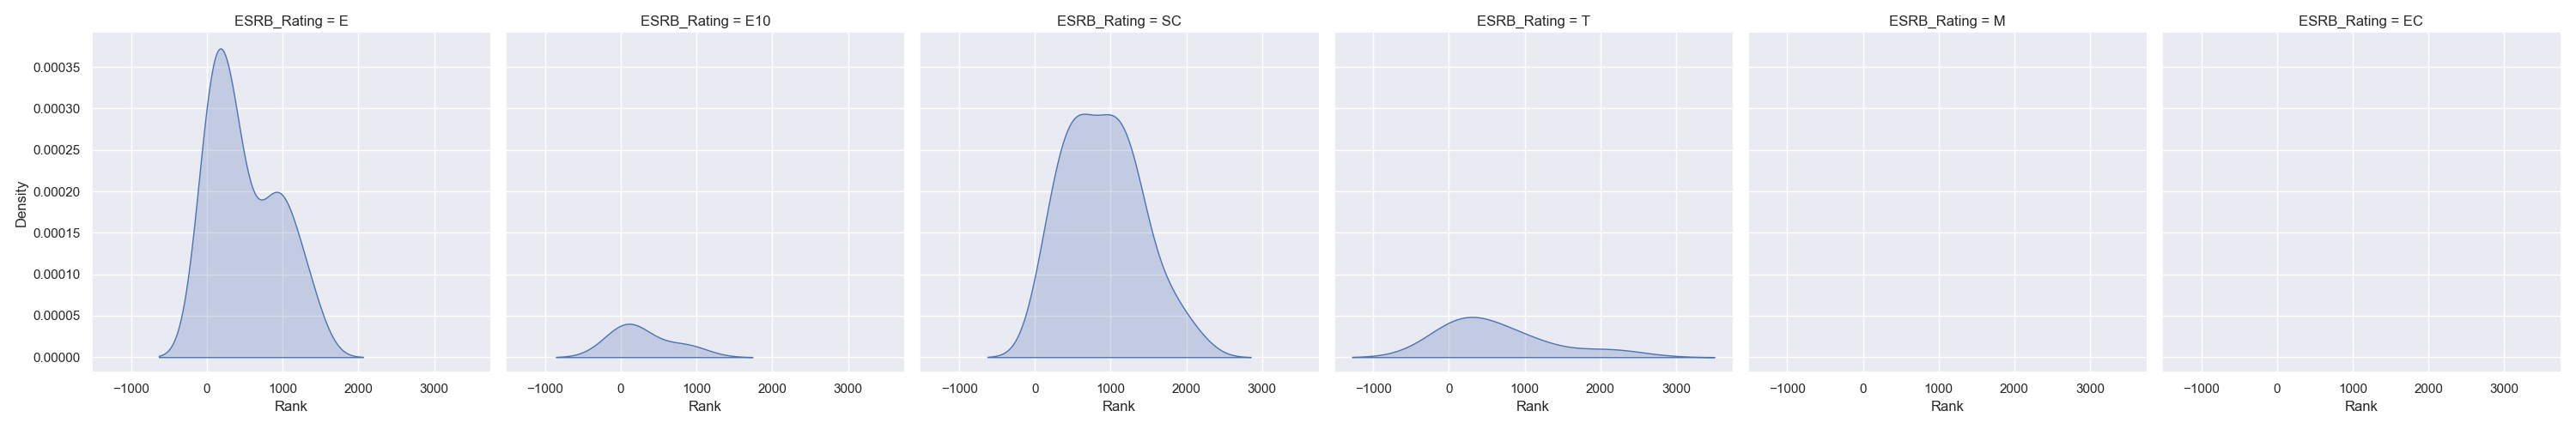 ESRB_Rating = E
ESRB_Rating = E10
ESRB_Rating = SC
ESRB_Rating = T
ESRB_Rating = M
ESRB_Rating = EC
Density
0.00035
0.00030
0.00025
0.00020
0.00015
0.00010
0.00005
0.00000
−1000 0 1000 2000 3000
−1000 0 1000 2000 3000
−1000 0 1000 2000 3000
−1000 0 1000 2000 3000
−1000 0 1000 2000 3000
−1000 0 1000 2000 3000
Rank
Rank
Rank
Rank
Rank
Rank